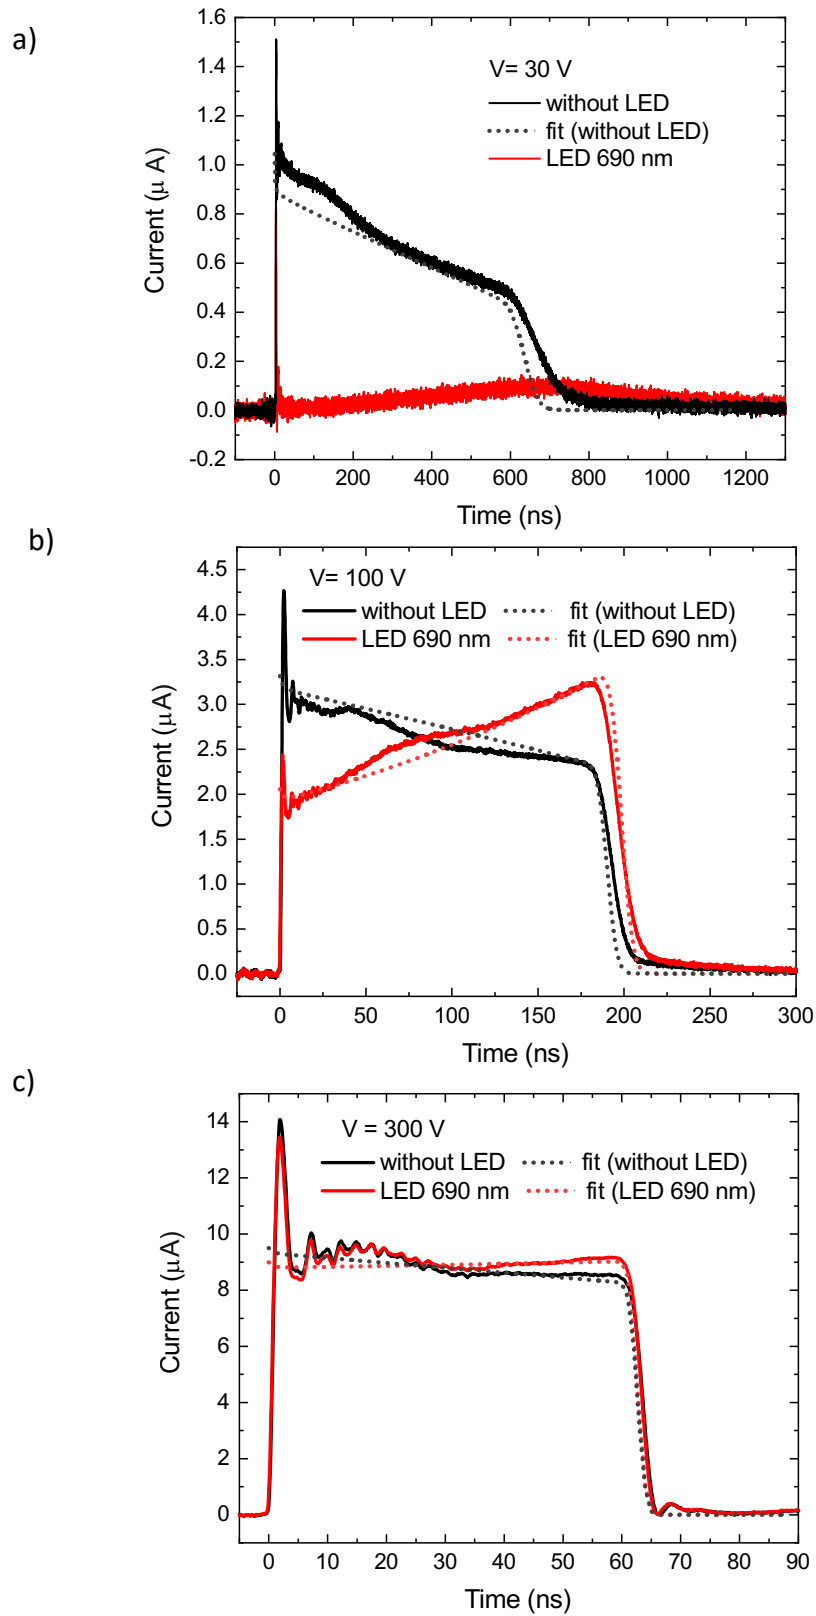 a)
V= 30 V
without LED
fit (without LED)
LED 690 nm
Current (μ A)
1.6
1.4
1.2
1.0
0.8
0.6
0.4
0.2
0.0
-0.2
0 200 400 600 800 1000 1200
Time (ns)
b)
V= 100 V
without LED fit (without LED)
LED 690 nm fit (LED 690 nm)
Current (μA)
4.5
4.0
3.5
3.0
2.5
2.0
1.5
1.0
0.5
0.0
0 50 100 150 200 250 300
Time (ns)
c)
V = 300 V
without LED fit (without LED)
LED 690 nm fit (LED 690 nm)
Current (μA)
14
12
10
8
6
4
2
0
0 10 20 30 40 50 60 70 80 90
Time (ns)